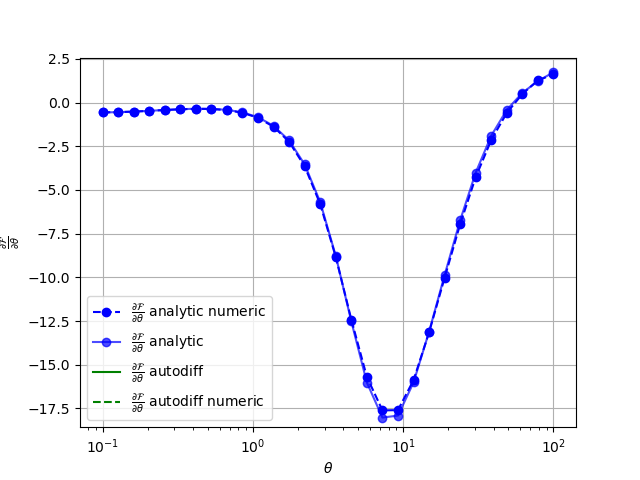 2.5
0.0
−2.5
−5.0
−7.5
−10.0
−12.5
−15.0
−17.5
∂ℱ/∂θ
∂ℱ/∂θ analytic numeric
∂ℱ/∂θ analytic
∂ℱ/∂θ autodiff
∂ℱ/∂θ autodiff numeric
10⁻¹ 10⁰ 10¹ 10²
θ